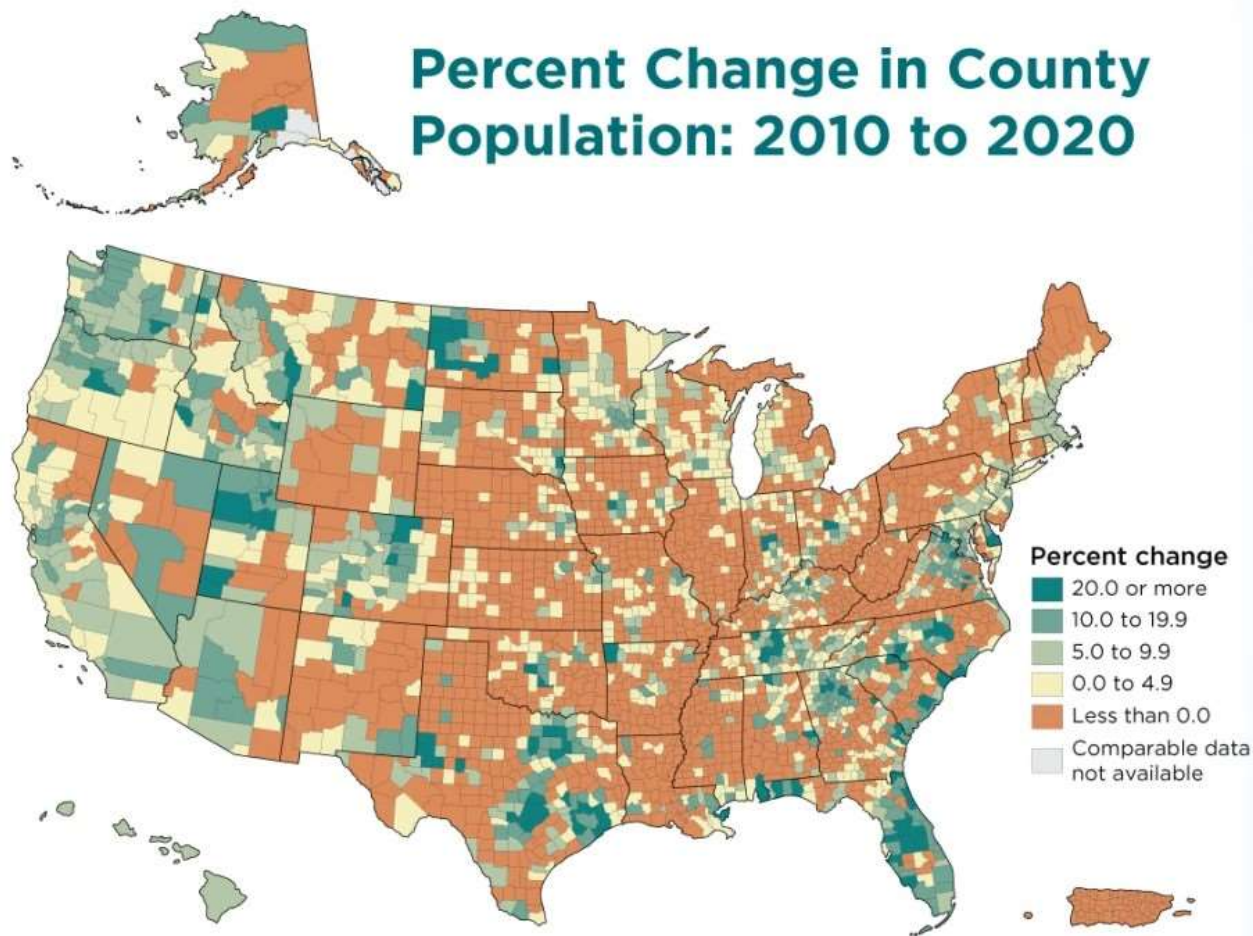 Percent Change in County
Population: 2010 to 2020
Percent change
20.0 or more
10.0 to 19.9
5.0 to 9.9
0.0 to 4.9
Less than 0.0
Comparable data
not available